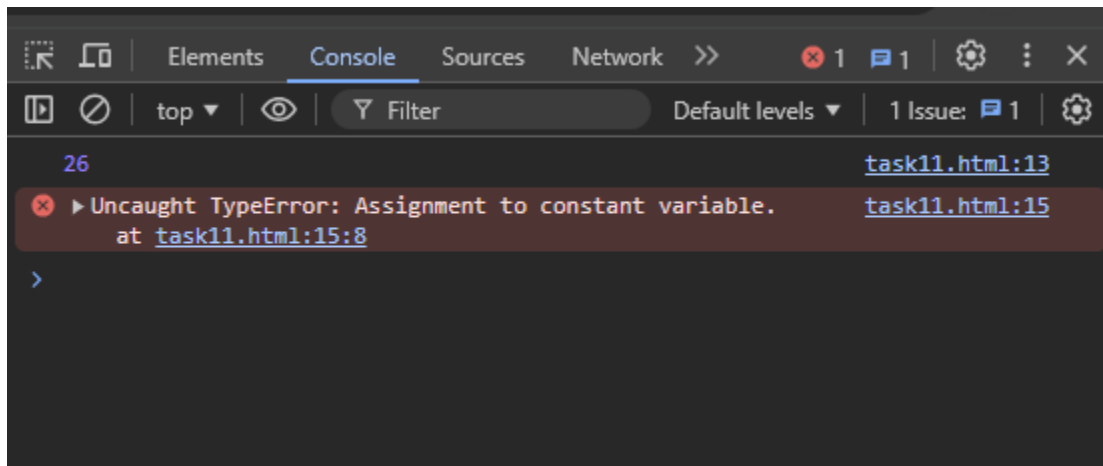 Elements Console Sources Network 1 1
top Filter Default levels 1 Issue: 1
26 task11.html:13
Uncaught TypeError: Assignment to constant variable. task11.html:15
at task11.html:15:8